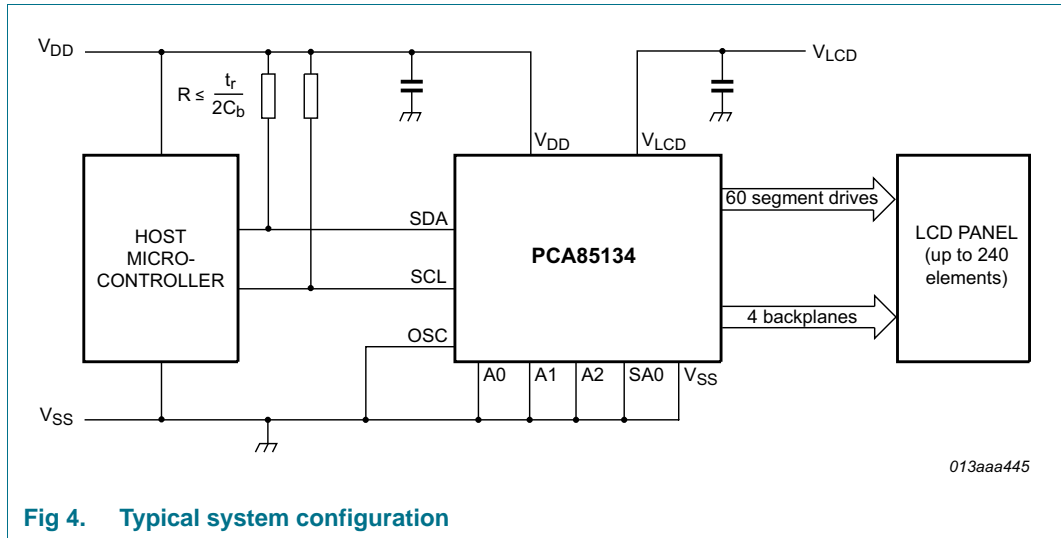 VDD
VLCD
R ≤ tr
2Cb
VDD
VLCD
60 segment drives
SDA
HOST
MICRO-
CONTROLLER
PCA85134
LCD PANEL
(up to 240
elements)
SCL
4 backplanes
OSC
A0 A1 A2 SA0 VSS
VSS
013aaa445
Fig 4. Typical system configuration